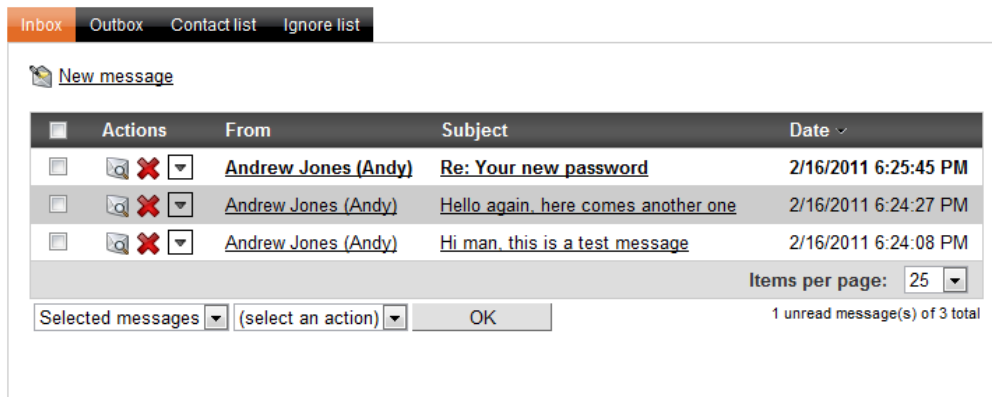 Inbox Outbox Contact list Ignore list
New message
Actions From Subject Date
Andrew Jones (Andy) Re: Your new password 2/16/2011 6:25:45 PM
Andrew Jones (Andy) Hello again, here comes another one 2/16/2011 6:24:27 PM
Andrew Jones (Andy) Hi man, this is a test message 2/16/2011 6:24:08 PM
Items per page: 25
Selected messages (select an action) OK 1 unread message(s) of 3 total